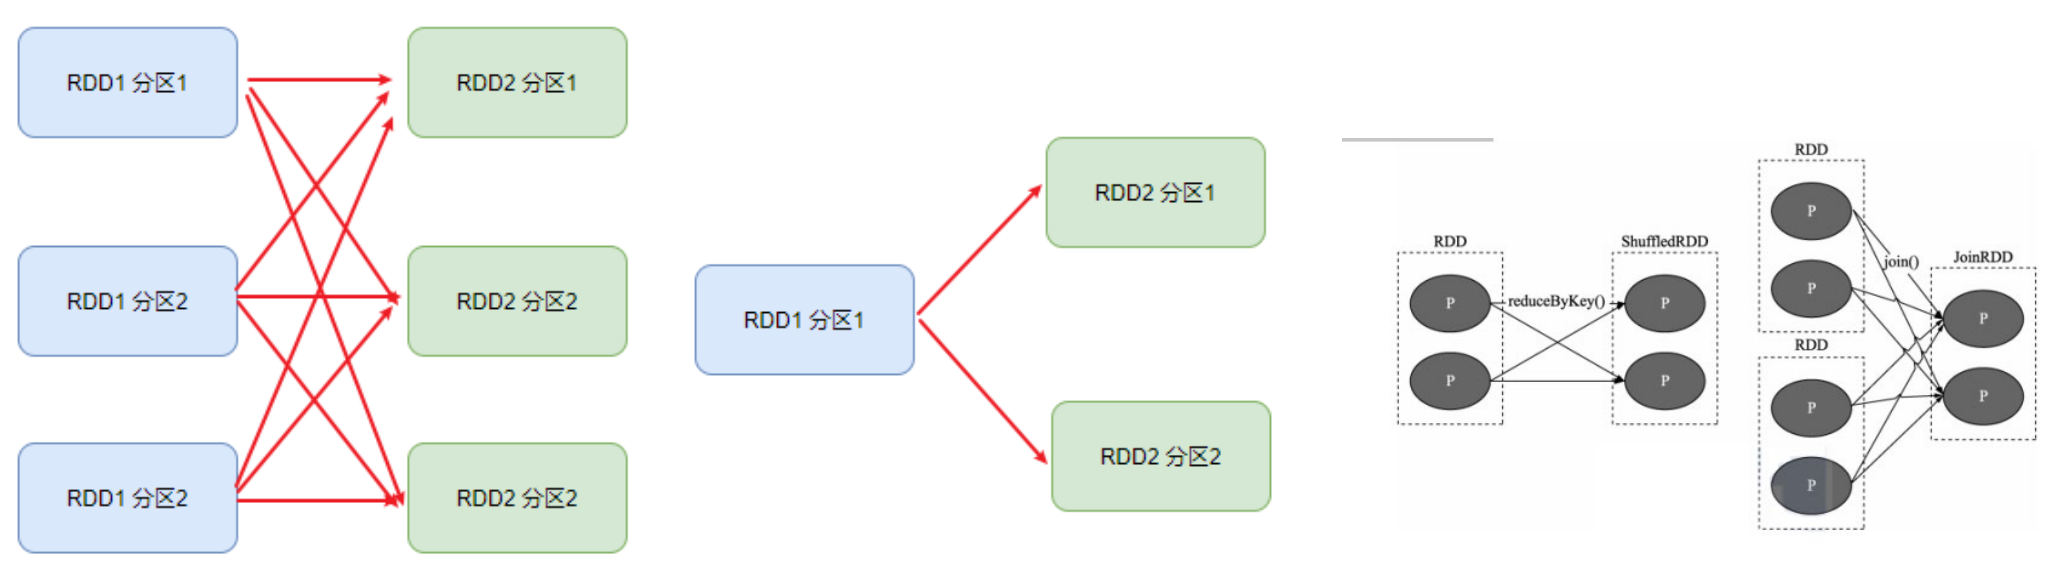 RDD1 分区1
RDD2 分区1
RDD1 分区2
RDD2 分区2
RDD1 分区2
RDD2 分区2
RDD1 分区1
RDD2 分区1
RDD2 分区2
RDD
P
P
reduceByKey()
ShuffledRDD
P
P
RDD
P
P
join()
RDD
P
P
JoinRDD
P
P